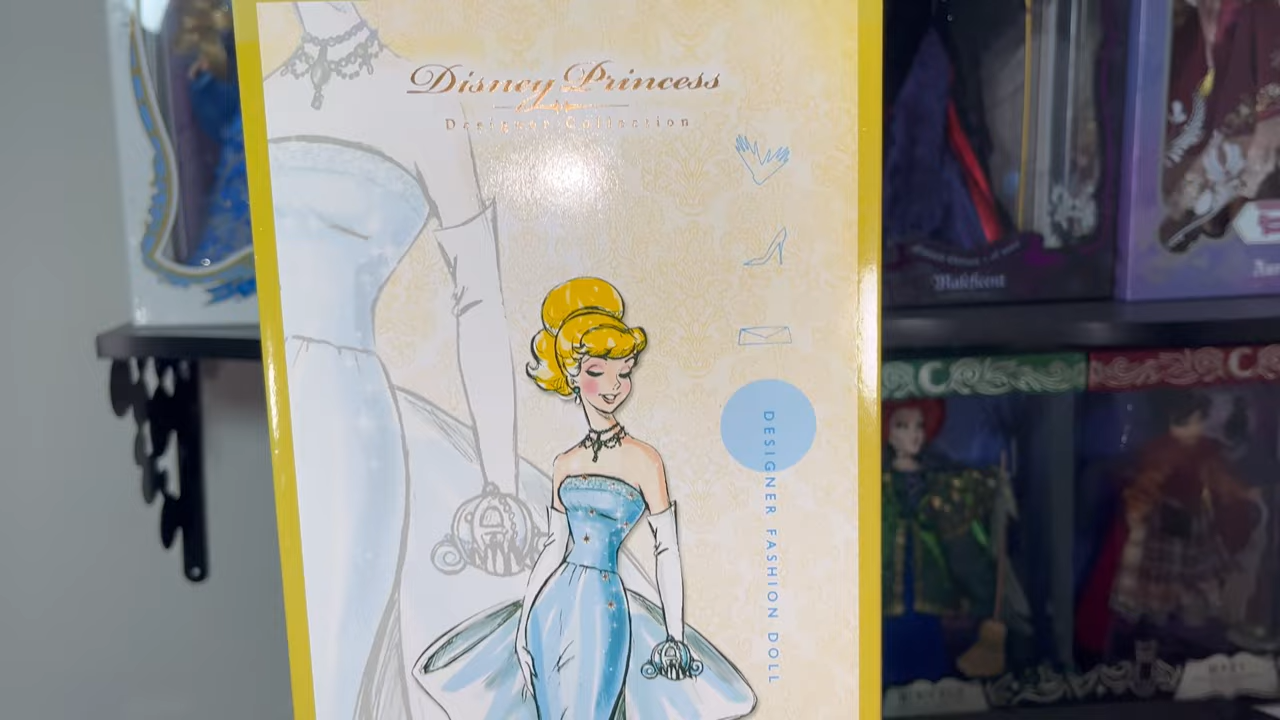 Disney Princess
Designer Collection
DESIGNER FASHION DOLL
Maleficent
C
C